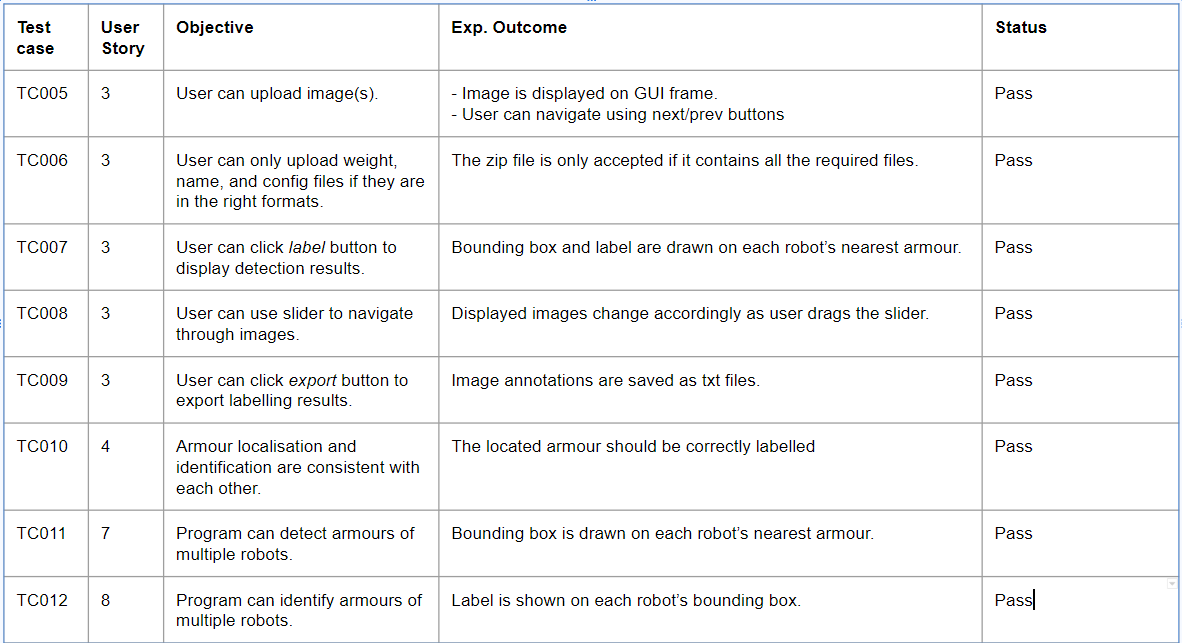 Test case | User Story | Objective | Exp. Outcome | Status
TC005 | 3 | User can upload image(s). | - Image is displayed on GUI frame.
- User can navigate using next/prev buttons | Pass
TC006 | 3 | User can only upload weight,
name, and config files if they are
in the right formats. | The zip file is only accepted if it contains all the required files. | Pass
TC007 | 3 | User can click label button to
display detection results. | Bounding box and label are drawn on each robot’s nearest armour. | Pass
TC008 | 3 | User can use slider to navigate
through images. | Displayed images change accordingly as user drags the slider. | Pass
TC009 | 3 | User can click export button to
export labelling results. | Image annotations are saved as txt files. | Pass
TC010 | 4 | Armour localisation and
identification are consistent with
each other. | The located armour should be correctly labelled | Pass
TC011 | 7 | Program can detect armours of
multiple robots. | Bounding box is drawn on each robot’s nearest armour. | Pass
TC012 | 8 | Program can identify armours of
multiple robots. | Label is shown on each robot’s bounding box. | Pass